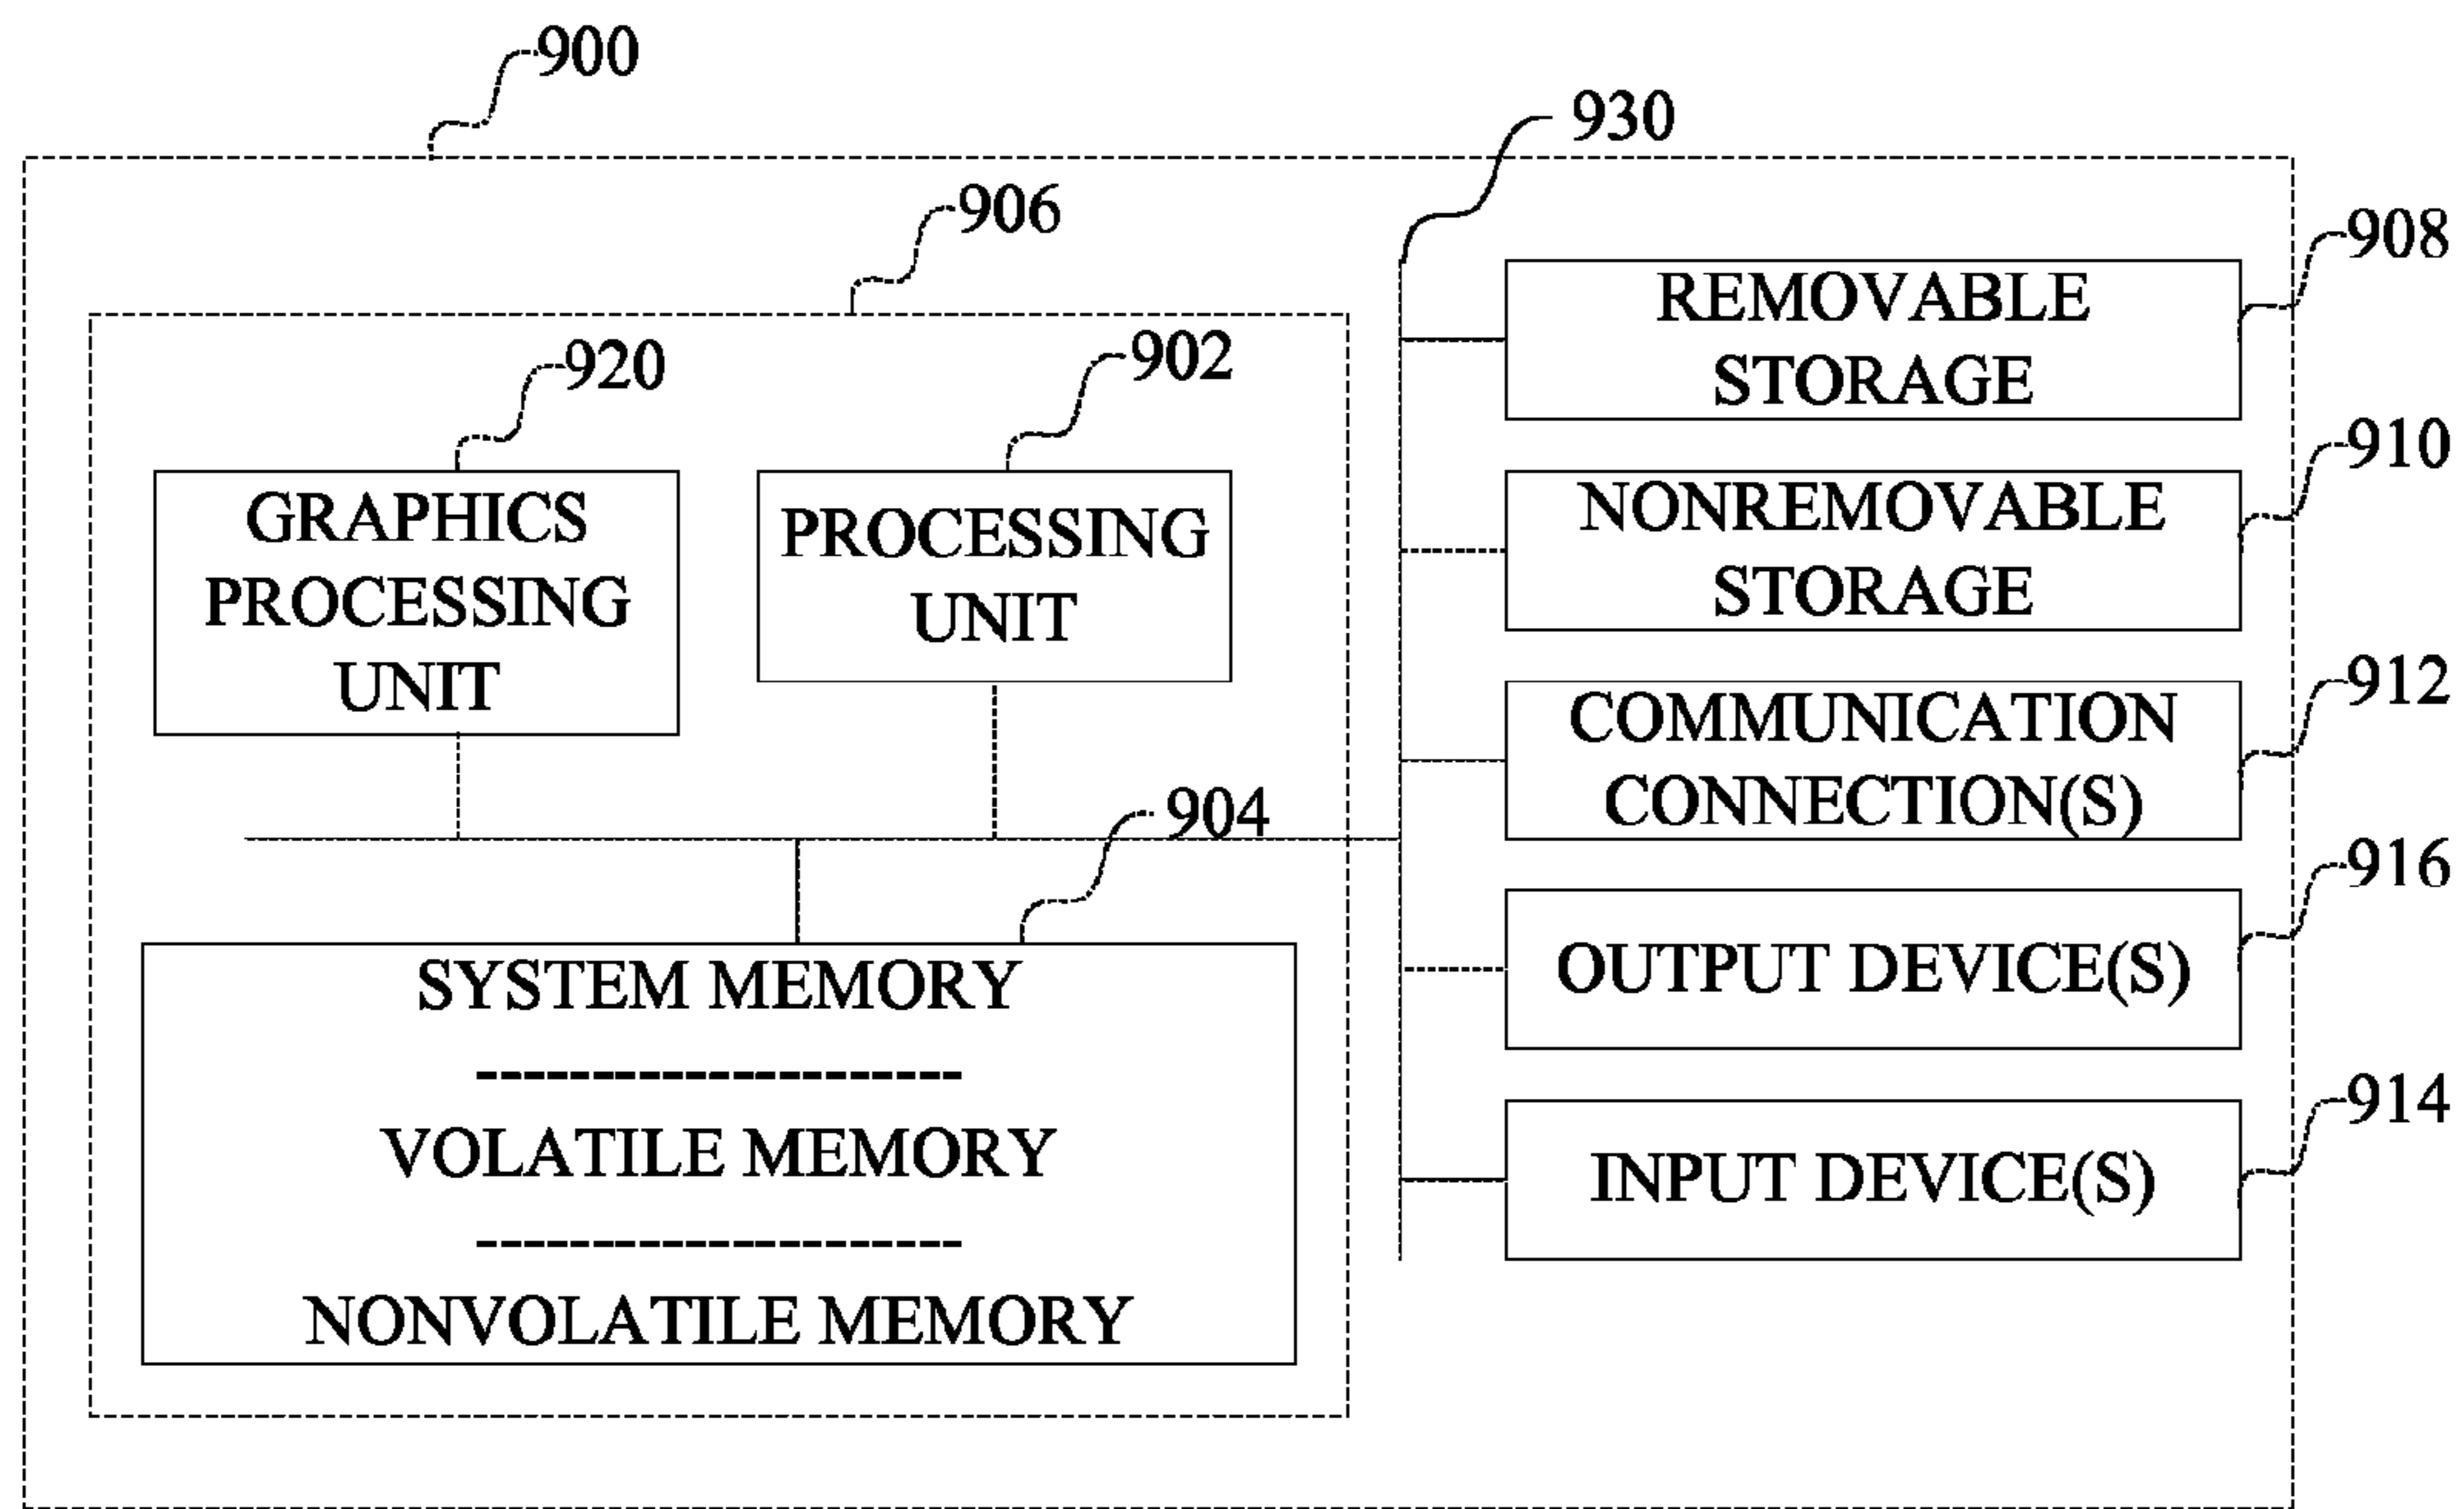 900
930
906
908
REMOVABLE
STORAGE
920
902
910
GRAPHICS
PROCESSING
UNIT
PROCESSING
UNIT
NONREMOVABLE
STORAGE
912
COMMUNICATION
CONNECTION(S)
904
916
SYSTEM MEMORY
VOLATILE MEMORY
NONVOLATILE MEMORY
OUTPUT DEVICE(S)
914
INPUT DEVICE(S)